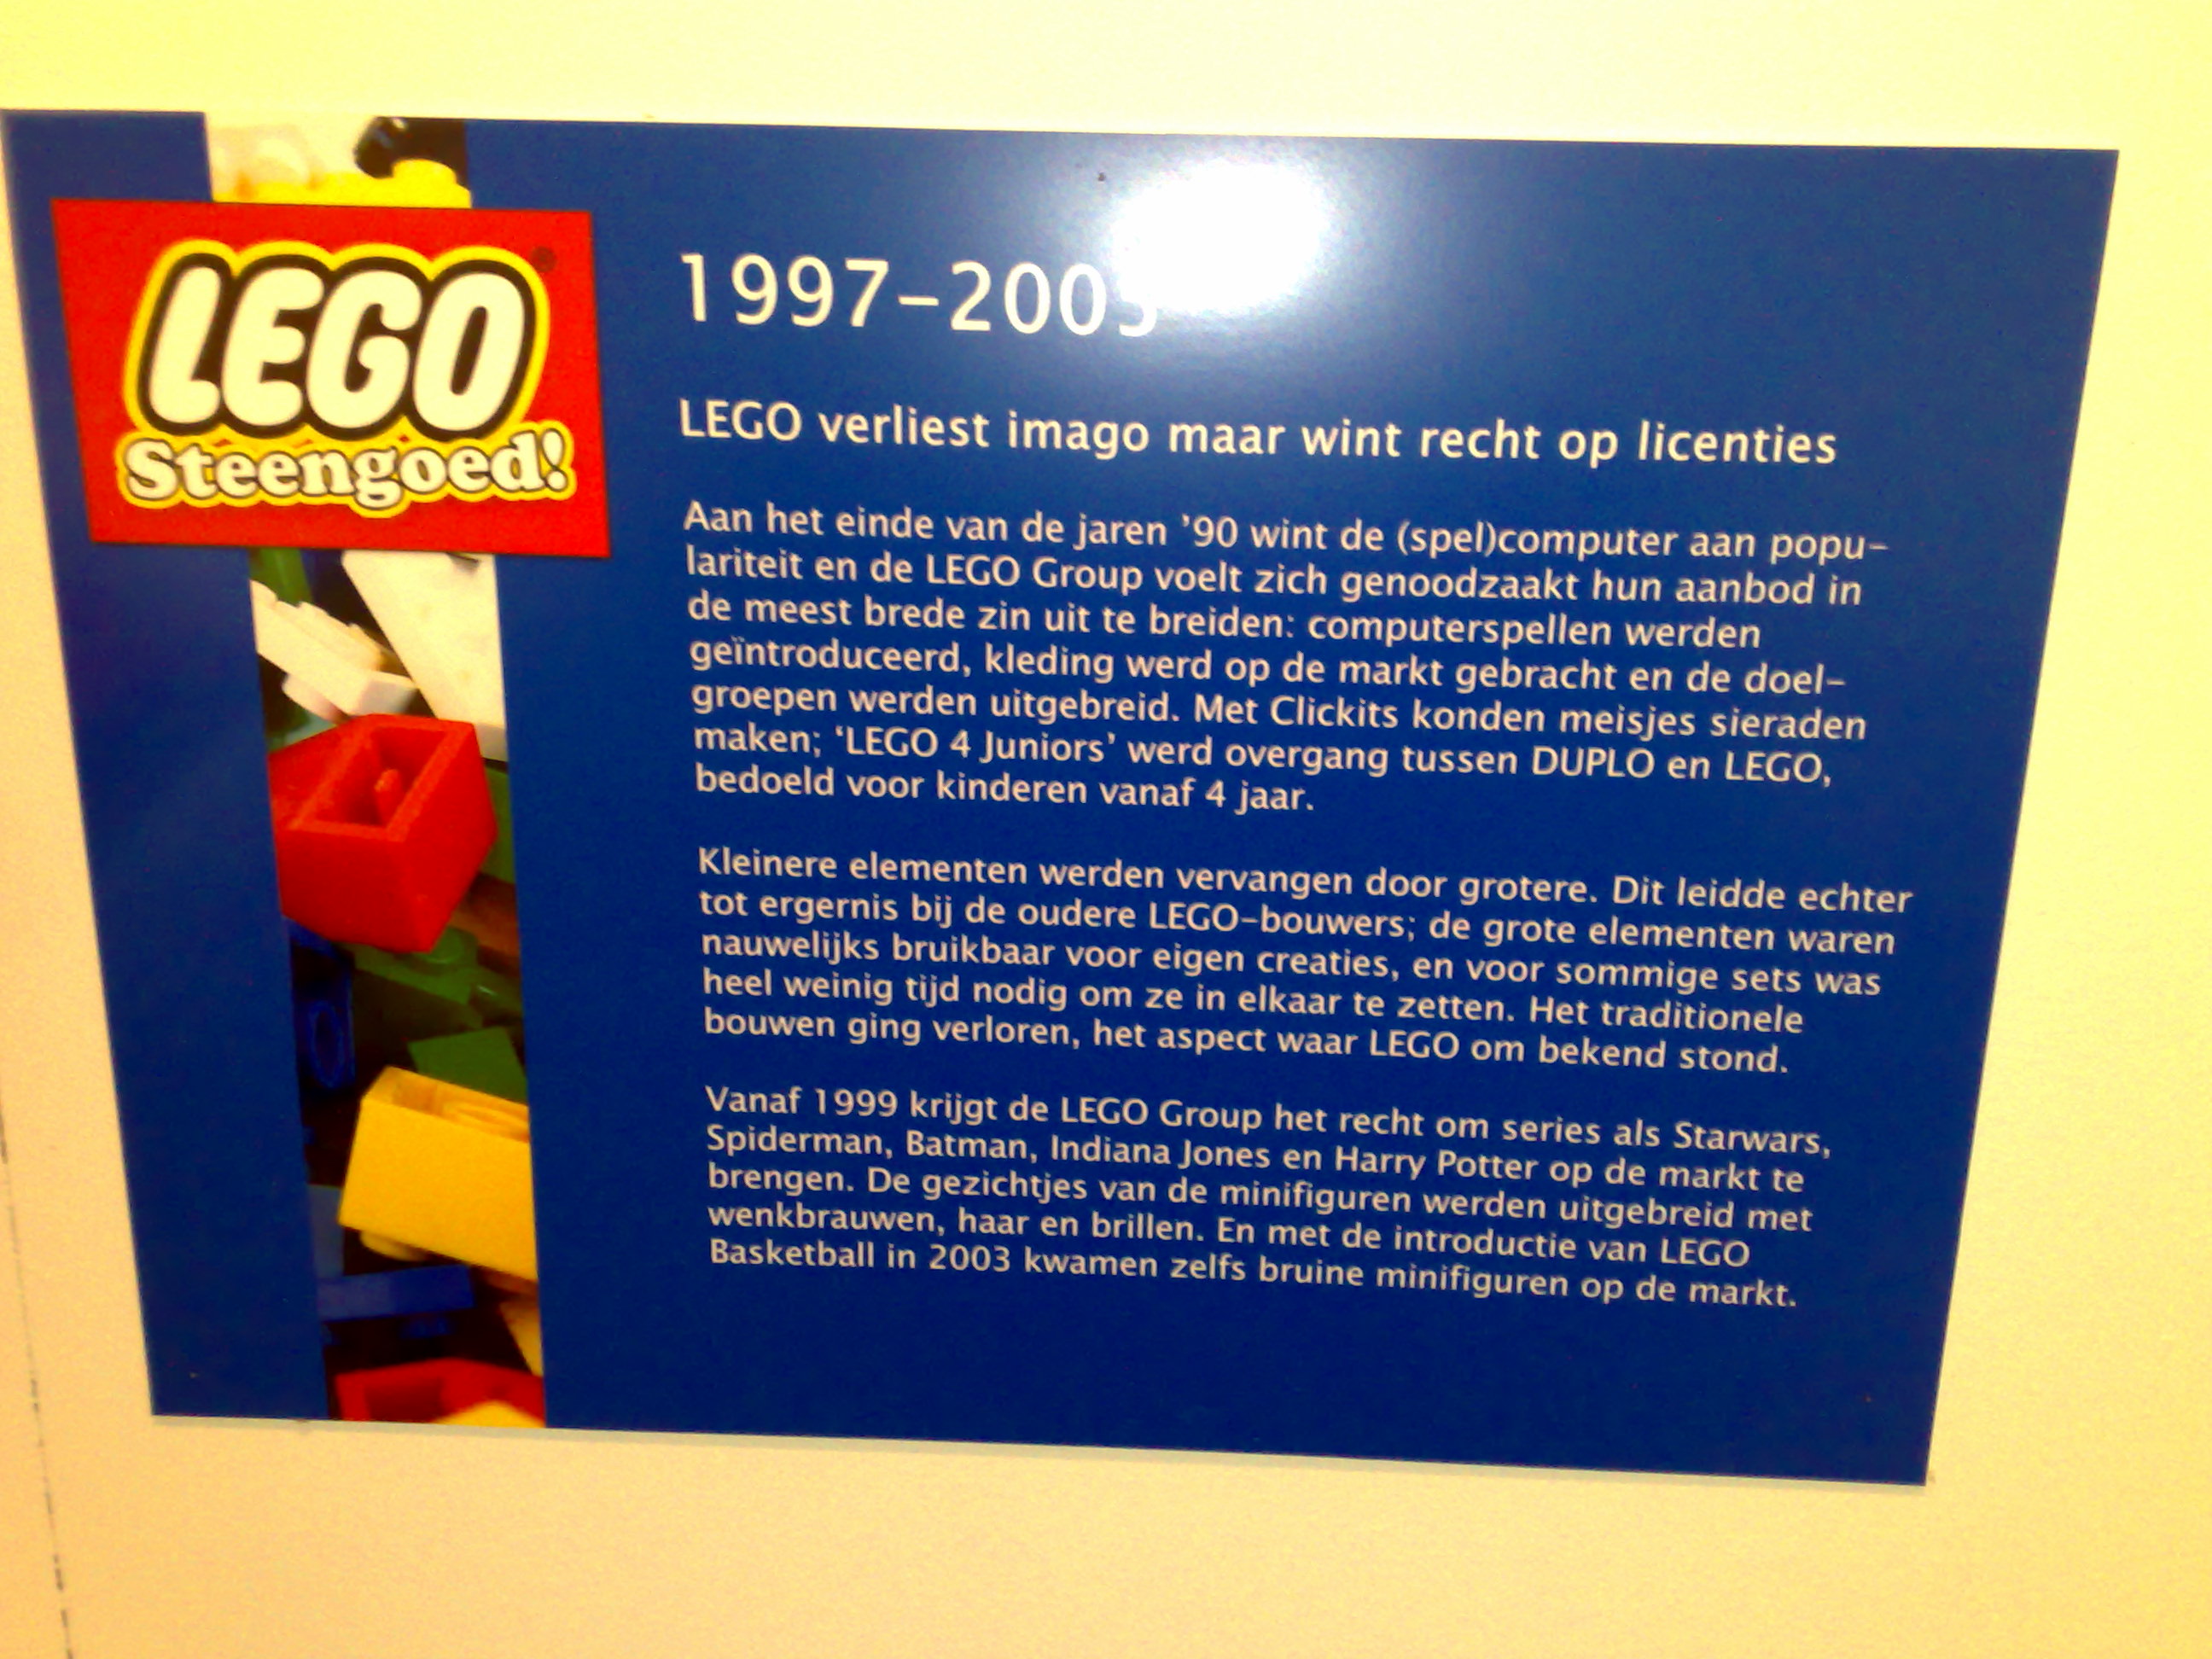 LEGO
Steengoed!
1997-200
LEGO verliest imago maar wint recht op licenties
Aan het einde van de jaren '90 wint de (spel)computer aan popu-
lariteit en de LEGO Group voelt zich genoodzaakt hun aanbod in
de meest brede zin uit te breiden: computerspellen werden
geïntroduceerd, kleding werd op de markt gebracht en de doel-
groepen werden uitgebreid. Met Clickits konden meisjes sieraden
maken; 'LEGO 4 Juniors' werd overgang tussen DUPLO en LEGO,
bedoeld voor kinderen vanaf 4 jaar.
Kleinere elementen werden vervangen door grotere. Dit leidde echter
tot ergernis bij de oudere LEGO-bouwers; de grote elementen waren
nauwelijks bruikbaar voor eigen creaties, en voor sommige sets was
heel weinig tijd nodig om ze in elkaar te zetten. Het traditionele
bouwen ging verloren, het aspect waar LEGO om bekend stond.
Vanaf 1999 krijgt de LEGO Group het recht om series als Starwars,
Spiderman, Batman, Indiana Jones en Harry Potter op de markt te
brengen. De gezichtjes van de minifiguren werden uitgebreid met
wenkbrauwen, haar en brillen. En met de introductie van LEGO
Basketball in 2003 kwamen zelfs bruine minifiguren op de markt.